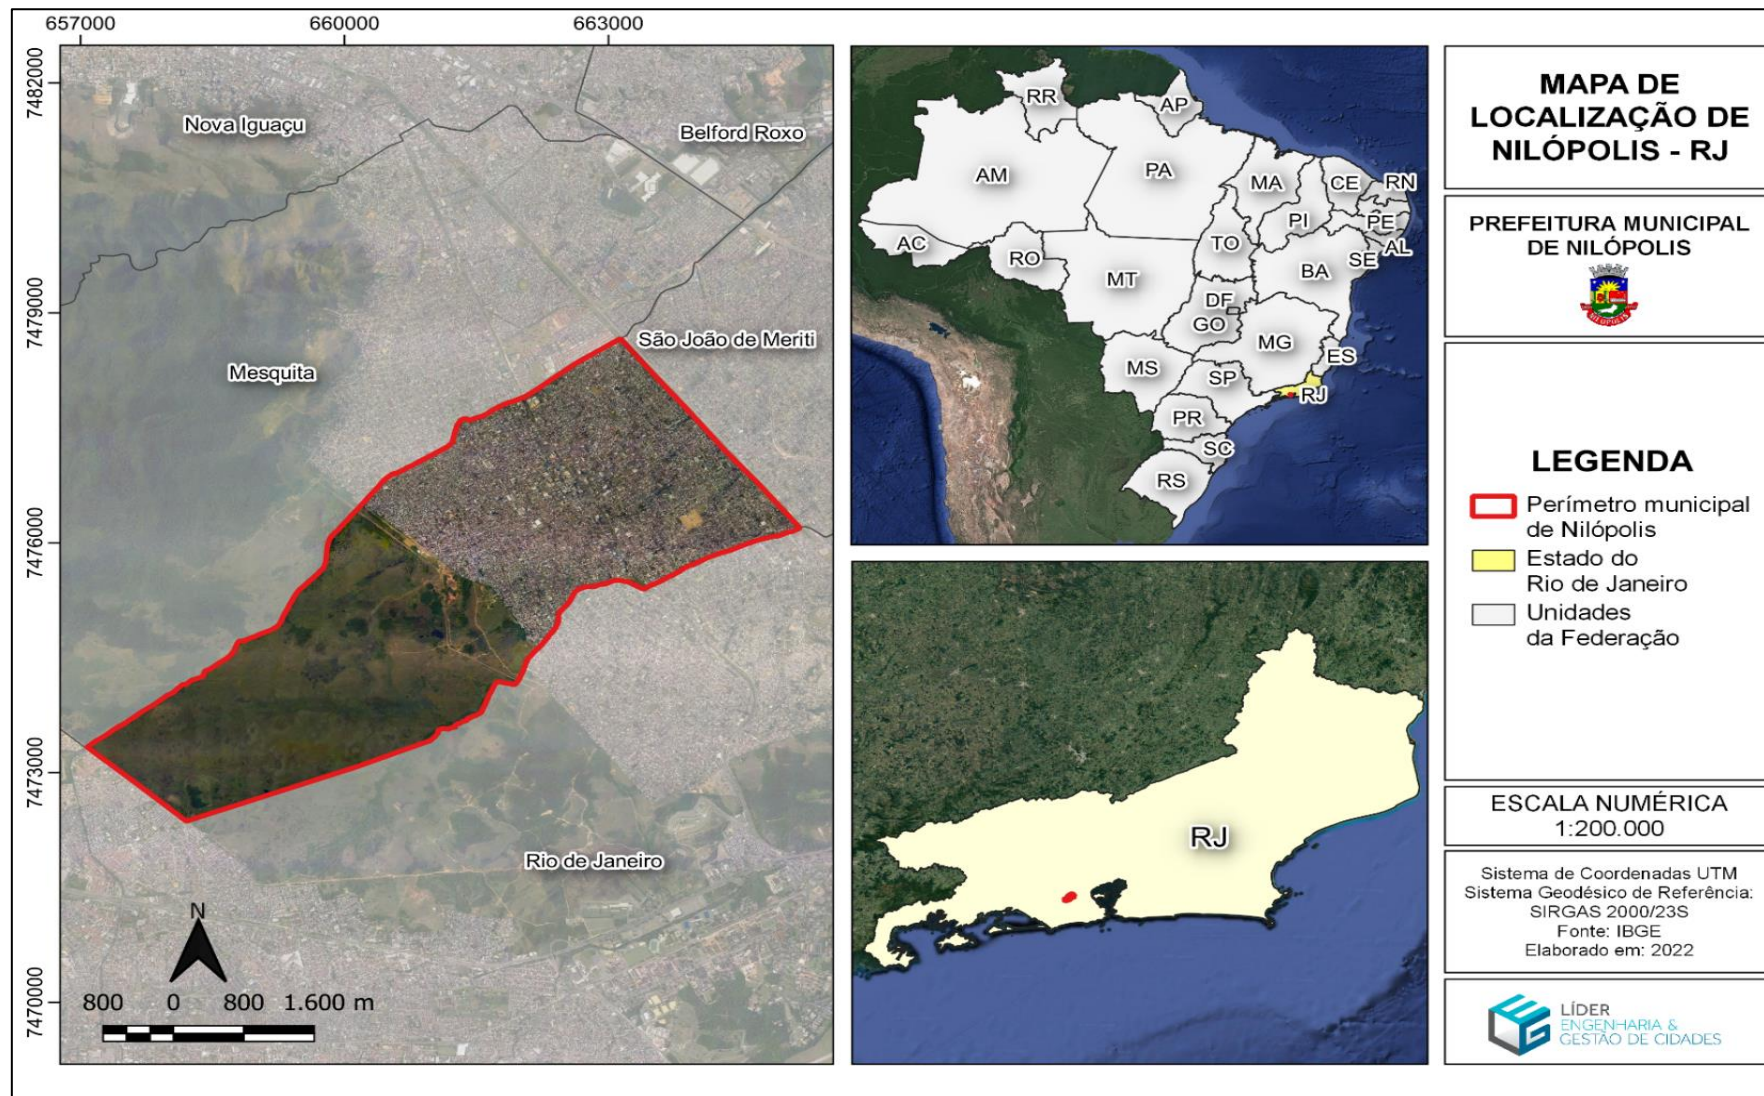 657000
660000
663000
7482000
7479000
7476000
7473000
7470000
Nova Iguaçu
Belford Roxo
São João de Meriti
Mesquita
Rio de Janeiro
N
800 0 800 1.600 m
RR
AP
AM
PA
MA
CE
RN
PI
PE
AL
AC
RO
TO
SE
BA
MT
DF
GO
MG
ES
MS
SP
RJ
PR
SC
RS
RJ
MAPA DE
LOCALIZAÇÃO DE
NILÓPOLIS - RJ
PREFEITURA MUNICIPAL
DE NILÓPOLIS
NILÓPOLIS
LEGENDA
Perímetro municipal
de Nilópolis
Estado do
Rio de Janeiro
Unidades
da Federação
ESCALA NUMÉRICA
1:200.000
Sistema de Coordenadas UTM
Sistema Geodésico de Referência:
SIRGAS 2000/23S
Fonte: IBGE
Elaborado em: 2022
LÍDER
ENGENHARIA &
GESTÃO DE CIDADES